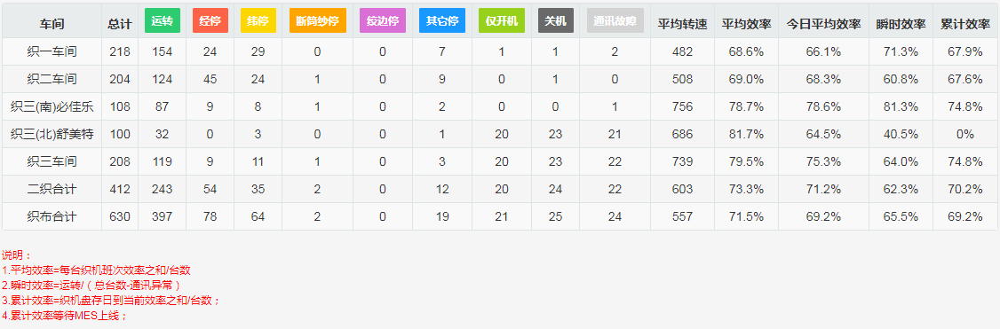 车间 总计 运转 经停 纬停 断筒纱停 绞边停 其它停 仅开机 关机 通讯故障 平均转速 平均效率 今日平均效率 瞬时效率 累计效率
织一车间 218 154 24 29 0 0 7 1 1 2 482 68.6% 66.1% 71.3% 67.9%
织二车间 204 124 45 24 1 0 9 0 1 0 508 69.0% 68.3% 60.8% 67.6%
织三(南)必佳乐 108 87 9 8 1 0 2 0 0 1 756 78.7% 78.6% 81.3% 74.8%
织三(北)舒美特 100 32 0 3 0 0 1 20 23 21 686 81.7% 64.5% 40.5% 0%
织三车间 208 119 9 11 1 0 3 20 23 22 739 79.5% 75.3% 64.0% 74.8%
二织合计 412 243 54 35 2 0 12 20 24 22 603 73.3% 71.2% 62.3% 70.2%
织布合计 630 397 78 64 2 0 19 21 25 24 557 71.5% 69.2% 65.5% 69.2%
说明：
1.平均效率=每台织机班次效率之和/台数
2.瞬时效率=运转/（总台数-通讯异常）
3.累计效率=织机盘存日到当前效率之和/台数；
4.累计效率等待MES上线；